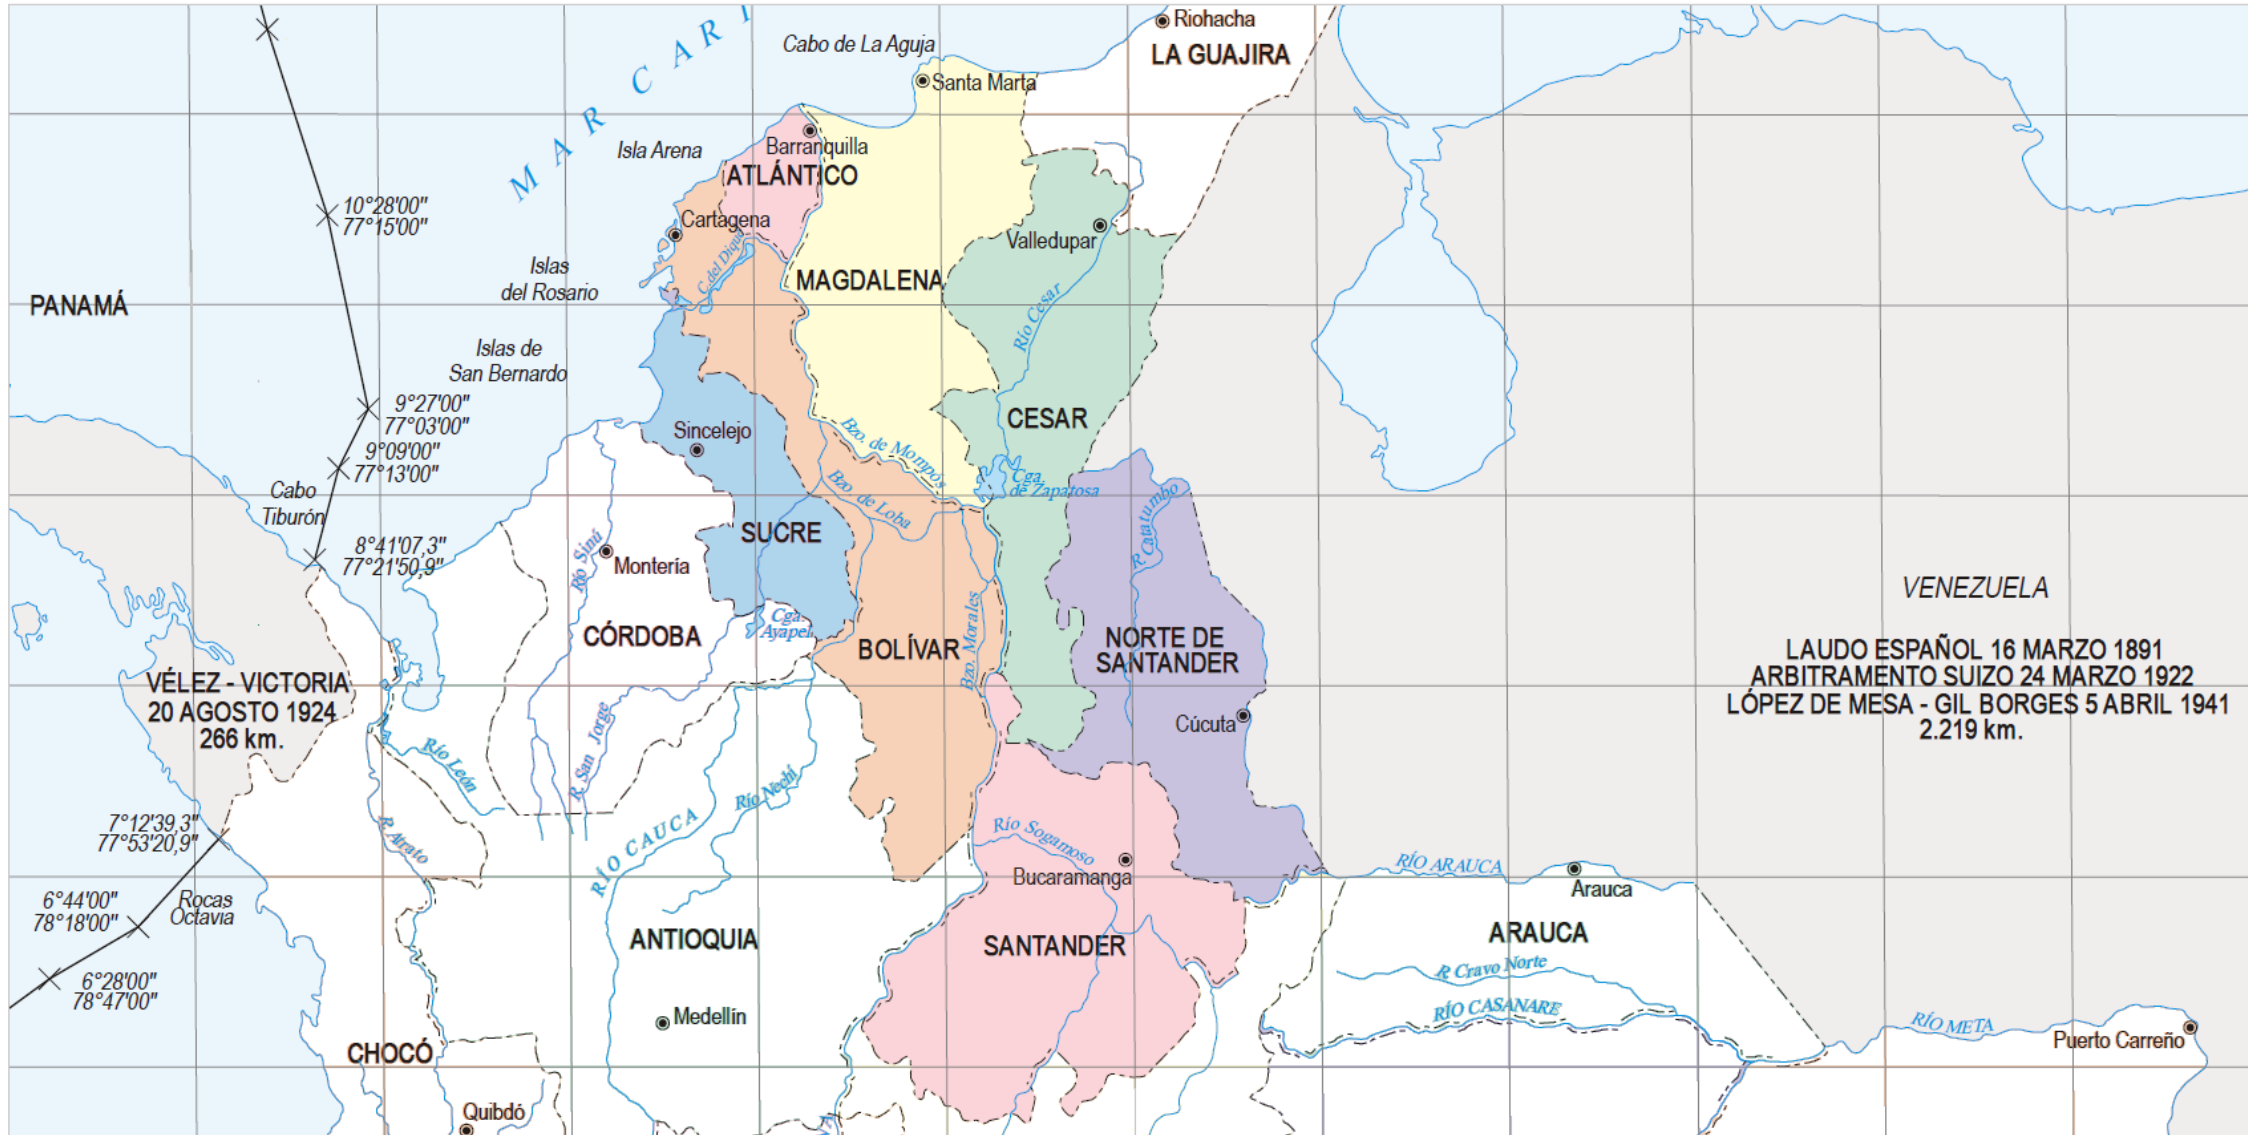 MAR CARI
Riohacha
Cabo de La Aguja
LA GUAJIRA
Santa Marta
Isla Arena
Barranquilla
ATLÁNTICO
10°28'00"
77°15'00"
Cartagena
C. del Dique
Valledupar
Islas
del Rosario
MAGDALENA
PANAMÁ
Río Cesar
Islas de
San Bernardo
9°27'00"
77°03'00"
CESAR
Sincelejo
Bzo. de Mompós
9°09'00"
77°13'00"
Cabo
Tiburón
Bzo. de Loba
Cga.
de Zapatosa
R. Catatumbo
SUCRE
8°41'07,3"
77°21'50,9"
Río Sinú
Montería
VENEZUELA
Cga.
Ayapel
CÓRDOBA
BOLÍVAR
Bzo. Morales
NORTE DE
SANTANDER
LAUDO ESPAÑOL 16 MARZO 1891
ARBITRAMENTO SUIZO 24 MARZO 1922
LÓPEZ DE MESA - GIL BORGES 5 ABRIL 1941
2.219 km.
VÉLEZ - VICTORIA
20 AGOSTO 1924
266 km.
Cúcuta
Río León
R. San Jorge
Río Nechí
7°12'39,3"
77°53'20,9"
R. Atrato
RÍO CAUCA
Río Sogamoso
Bucaramanga
RÍO ARAUCA
Arauca
6°44'00"
78°18'00"
Rocas
Octavia
ANTIOQUIA
SANTANDER
ARAUCA
R. Cravo Norte
6°28'00"
78°47'00"
RÍO CASANARE
Medellín
RÍO META
Puerto Carreño
CHOCÓ
Quibdó